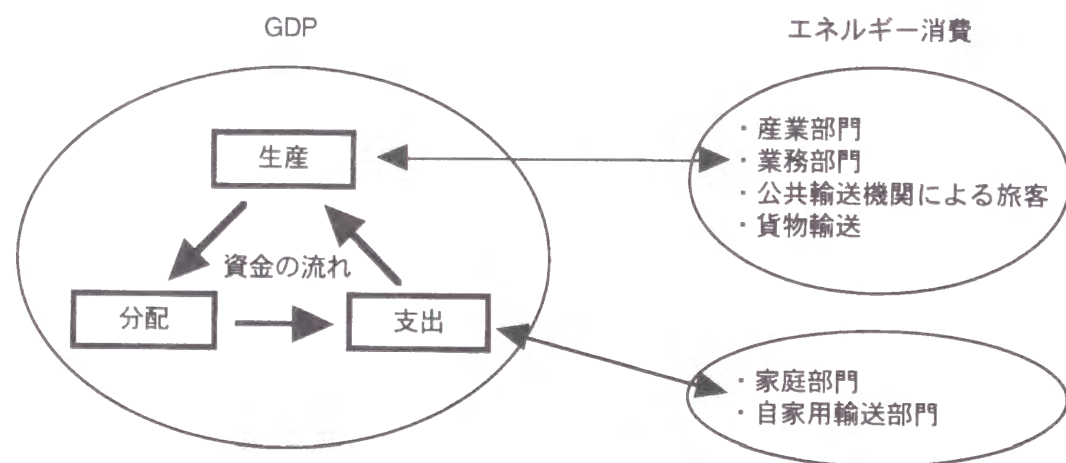 GDP
エネルギー消費
生産
資金の流れ
分配
支出
・産業部門
・業務部門
・公共輸送機関による旅客
・貨物輸送
・家庭部門
・自家用輸送部門